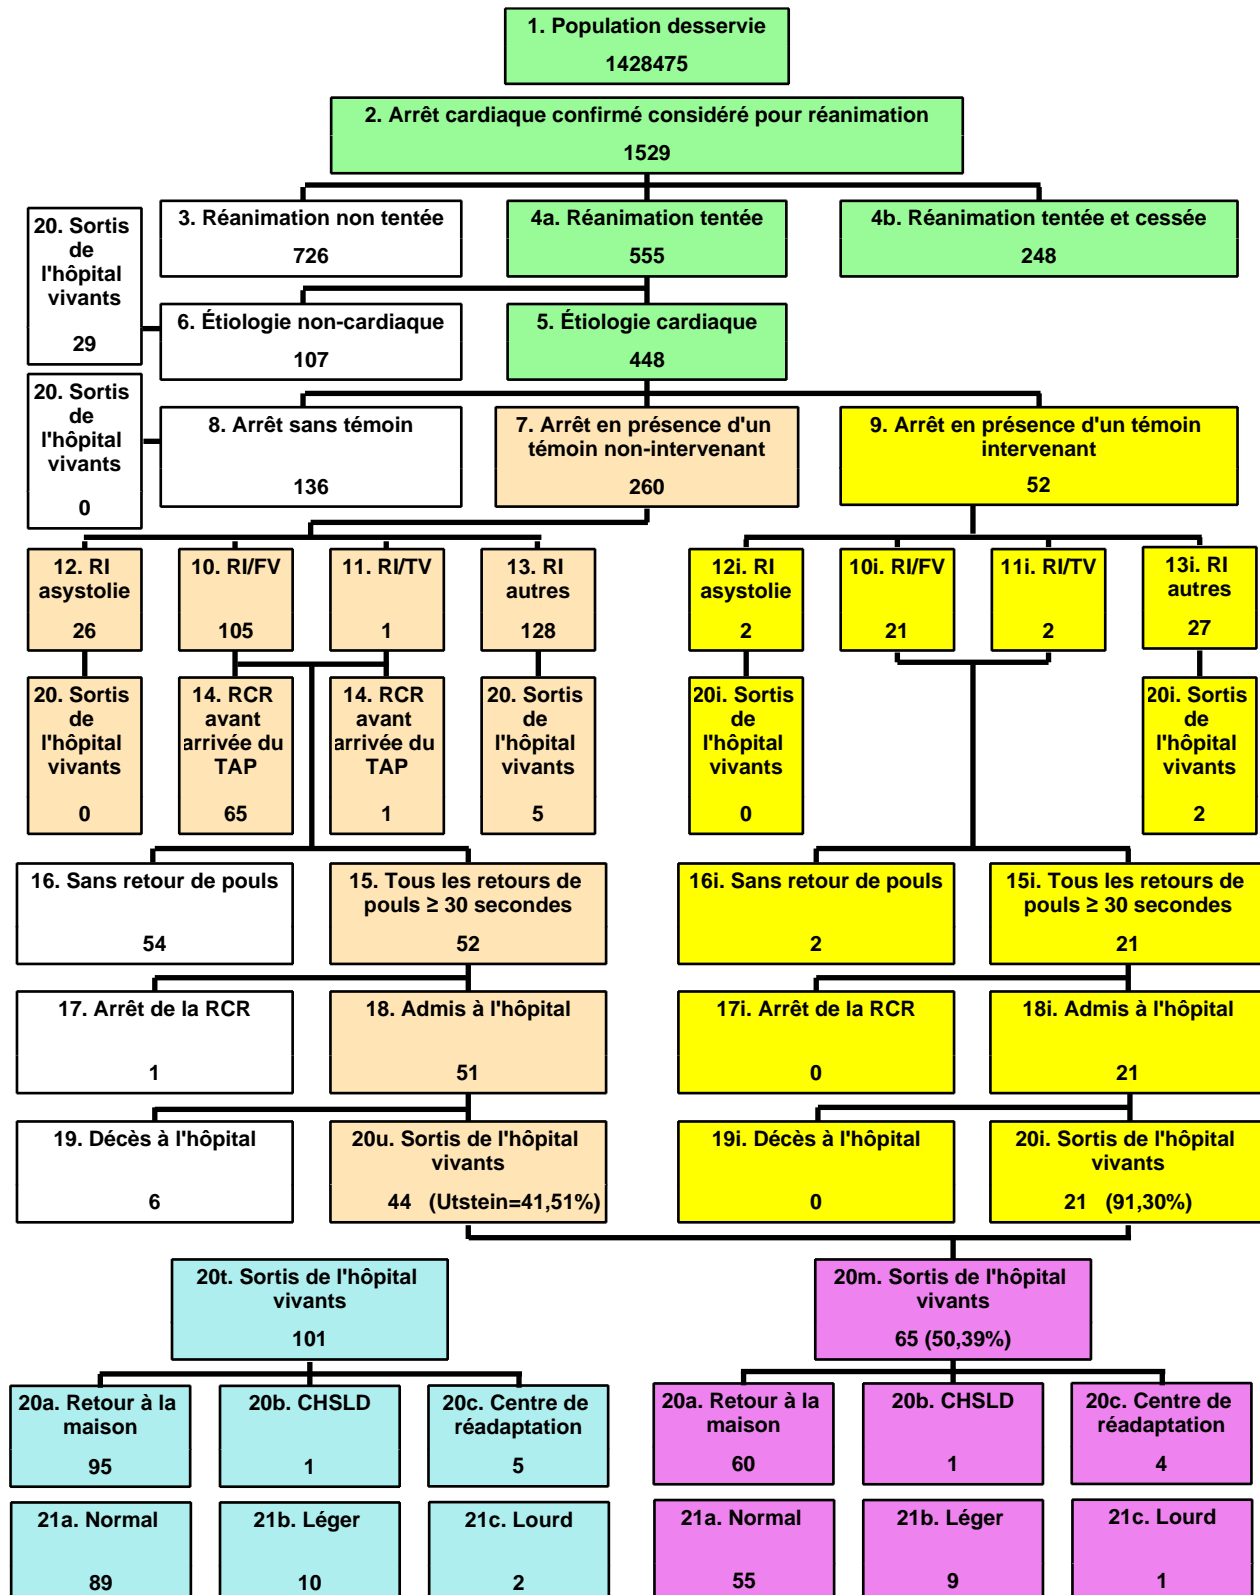 1. Population desservie
1428475
2. Arrêt cardiaque confirmé considéré pour réanimation
1529
20. Sortis
de
l'hôpital
vivants
29
3. Réanimation non tentée
726
4a. Réanimation tentée
555
4b. Réanimation tentée et cessée
248
6. Étiologie non-cardiaque
107
5. Étiologie cardiaque
448
20. Sortis
de
l'hôpital
vivants
0
8. Arrêt sans témoin
136
7. Arrêt en présence d'un
témoin non-intervenant
260
9. Arrêt en présence d'un témoin
intervenant
52
12. RI
asystolie
26
10. RI/FV
105
11. RI/TV
1
13. RI
autres
128
12i. RI
asystolie
2
10i. RI/FV
21
11i. RI/TV
2
13i. RI
autres
27
20. Sortis
de
l'hôpital
vivants
0
14. RCR
avant
arrivée du
TAP
65
14. RCR
avant
arrivée du
TAP
1
20. Sortis
de
l'hôpital
vivants
5
20i. Sortis
de
l'hôpital
vivants
0
20i. Sortis
de
l'hôpital
vivants
2
16. Sans retour de pouls
54
15. Tous les retours de
pouls ≥ 30 secondes
52
16i. Sans retour de pouls
2
15i. Tous les retours de
pouls ≥ 30 secondes
21
17. Arrêt de la RCR
1
18. Admis à l'hôpital
51
17i. Arrêt de la RCR
0
18i. Admis à l'hôpital
21
19. Décès à l'hôpital
6
20u. Sortis de l'hôpital
vivants
44 (Utstein=41,51%)
19i. Décès à l'hôpital
0
20i. Sortis de l'hôpital
vivants
21 (91,30%)
20t. Sortis de l'hôpital
vivants
101
20m. Sortis de l'hôpital
vivants
65 (50,39%)
20a. Retour à la
maison
95
20b. CHSLD
1
20c. Centre de
réadaptation
5
20a. Retour à la
maison
60
20b. CHSLD
1
20c. Centre de
réadaptation
4
21a. Normal
89
21b. Léger
10
21c. Lourd
2
21a. Normal
55
21b. Léger
9
21c. Lourd
1